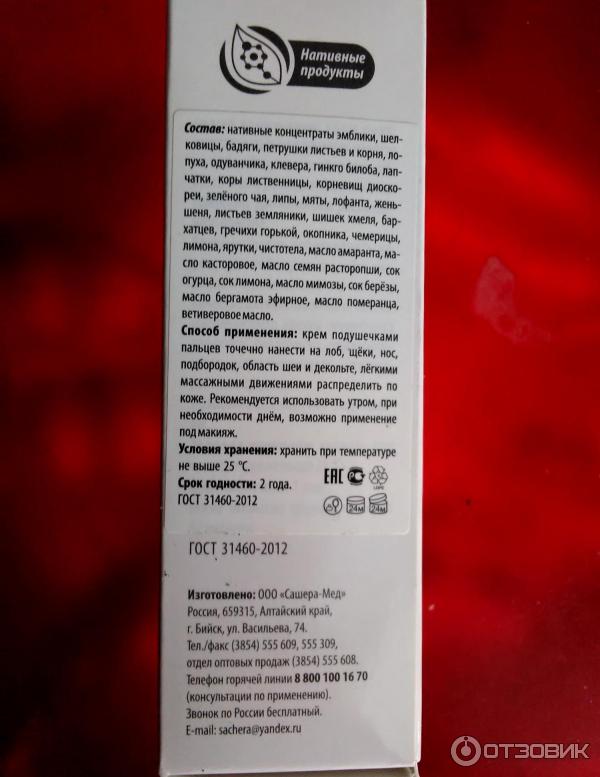 Нативные
продукты
Состав: нативные концентраты эмблики, шел-
ковицы, бадяги, петрушки листьев и корня, ло-
пуха, одуванчика, клевера, гинкго билоба, лап-
чатки, коры лиственницы, корневищ диоско-
реи, зелёного чая, липы, мяты, лофанта, жень-
шеня, листьев земляники, шишек хмеля, бар-
хатцев, гречихи горькой, окопника, чемерицы,
лимона, ярутки, чистотела, масло амаранта, ма-
сло касторовое, масло семян расторопши, сок
огурца, сок лимона, масло мимозы, сок берёзы,
масло бергамота эфирное, масло померанца,
ветиверовое масло.
Способ применения: крем подушечками
пальцев точечно нанести на лоб, щёки, нос,
подбородок, область шеи и декольте, лёгкими
массажными движениями распределить по
коже. Рекомендуется использовать утром, при
необходимости днём, возможно применение
под макияж.
Условия хранения: хранить при температуре
не выше 25 °С.
Срок годности: 2 года.
ГОСТ 31460-2012
ЕАС
24м 24м
ГОСТ 31460-2012
Изготовлено: ООО «Сашера-Мед»
Россия, 659315, Алтайский край,
г. Бийск, ул. Васильева, 74.
Тел./факс (3854) 555 609, 555 309,
отдел оптовых продаж (3854) 555 608.
Телефон горячей линии 8 800 100 16 70
(консультации по применению).
Звонок по России бесплатный.
E-mail: sachera@yandex.ru
ОТЗОВИК